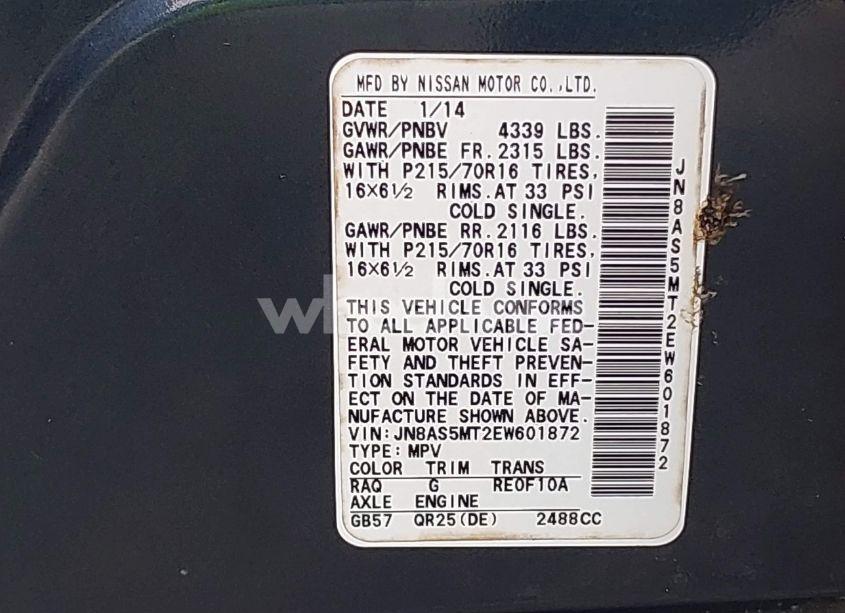 MFD BY NISSAN MOTOR CO.,LTD.
DATE 1/14
GVWR/PNBV 4339 LBS.
GAWR/PNBE FR. 2315 LBS.
WITH P215/70R16 TIRES,
16×6½ RIMS. AT 33 PSI
COLD SINGLE.
GAWR/PNBE RR. 2116 LBS.
WITH P215/70R16 TIRES,
16×6½ RIMS. AT 33 PSI
COLD SINGLE.
THIS VEHICLE CONFORMS
TO ALL APPLICABLE FED-
ERAL MOTOR VEHICLE SA-
FETY AND THEFT PREVEN-
TION STANDARDS IN EFF-
ECT ON THE DATE OF MA-
NUFACTURE SHOWN ABOVE.
VIN:JN8AS5MT2EW601872
TYPE:MPV
COLOR TRIM TRANS
RAQ G RE0F10A
AXLE ENGINE
GB57 QR25(DE) 2488CC
JN8AS5MT2EW601872